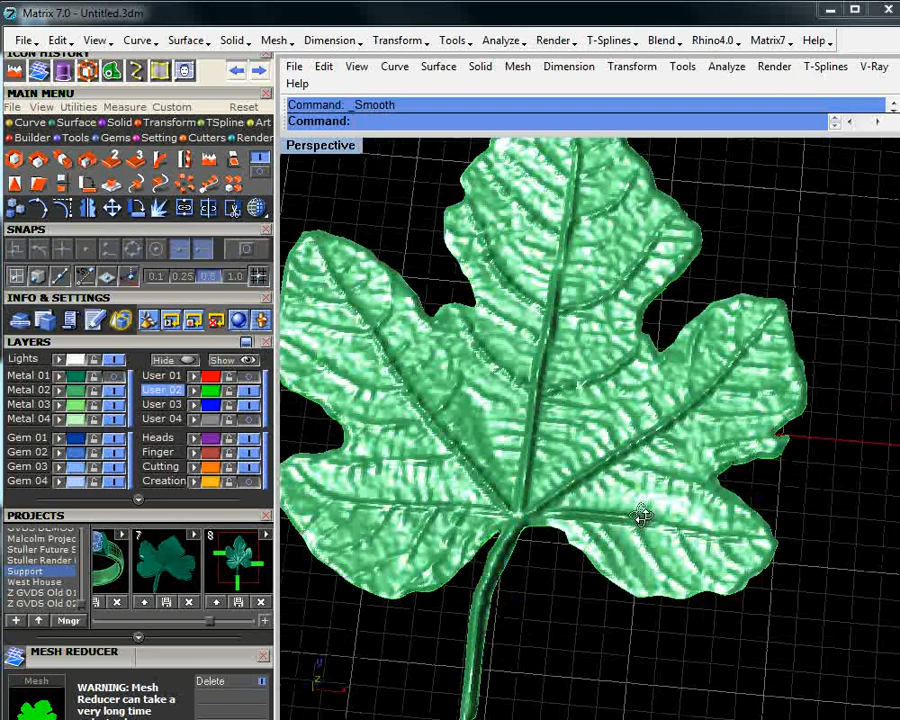 Matrix 7.0 - Untitled.3dm
File Edit View Curve Surface Solid Mesh Dimension Transform Tools Analyze Render T-Splines Blend Rhino4.0 Matrix7 Help
ICON HISTORY
File Edit View Curve Surface Solid Mesh Dimension Transform Tools Analyze Render T-Splines V-Ray
Help
Command: _Smooth
Command:
Perspective
MAIN MENU
File View Utilities Measure Custom Reset
Curve Surface Solid Transform TSpline Art
Builder Tools Gems Setting Cutters Render
SNAPS
0.1 0.25 0.5 1.0
INFO & SETTINGS
LAYERS
Lights Hide Show
Metal 01 User 01
Metal 02 User 02
Metal 03 User 03
Metal 04 User 04
Gem 01 Heads
Gem 02 Finger
Gem 03 Cutting
Gem 04 Creation
PROJECTS
GVDS DEMOS
Malcolm Projec
Stuller Future S
Stuller Render I
Support
West House
Z GVDS Old 01
Z GVDS Old 02
7 8
Mngr
MESH REDUCER
Mesh
WARNING: Mesh
Reducer can take a
very long time
Delete
y
z